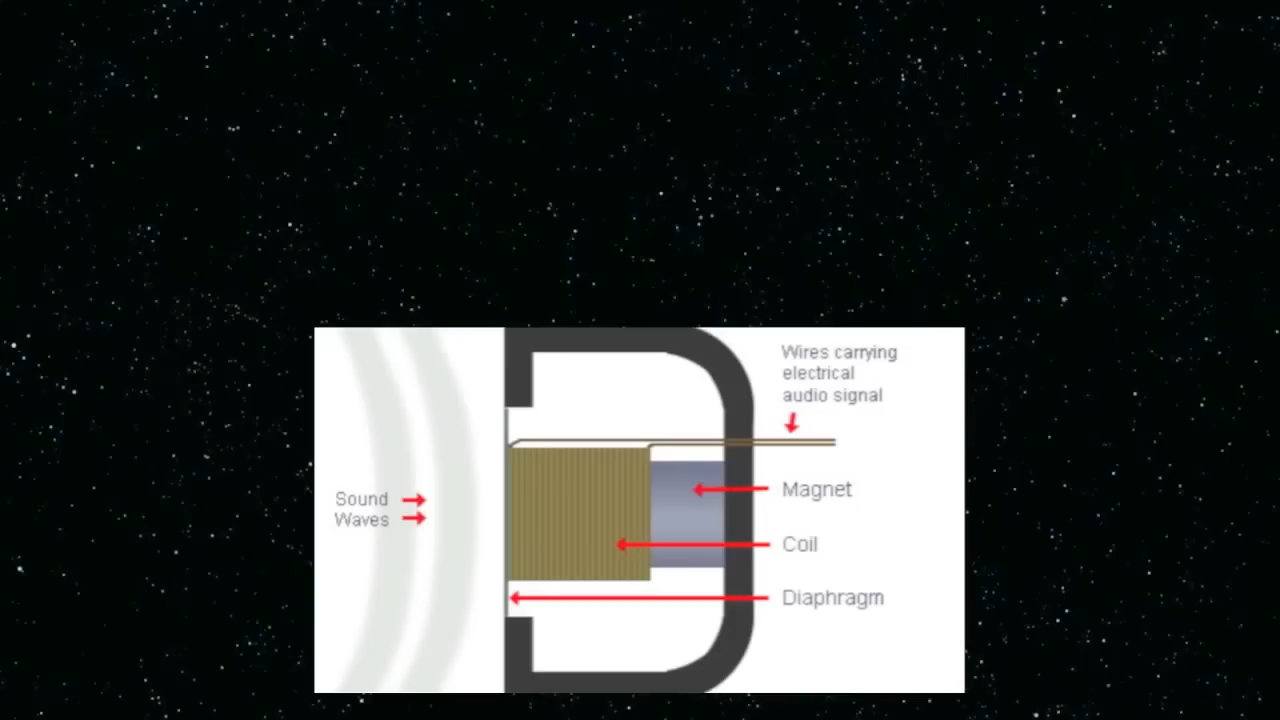 Wires carrying
electrical
audio signal
Sound
Waves
Magnet
Coil
Diaphragm